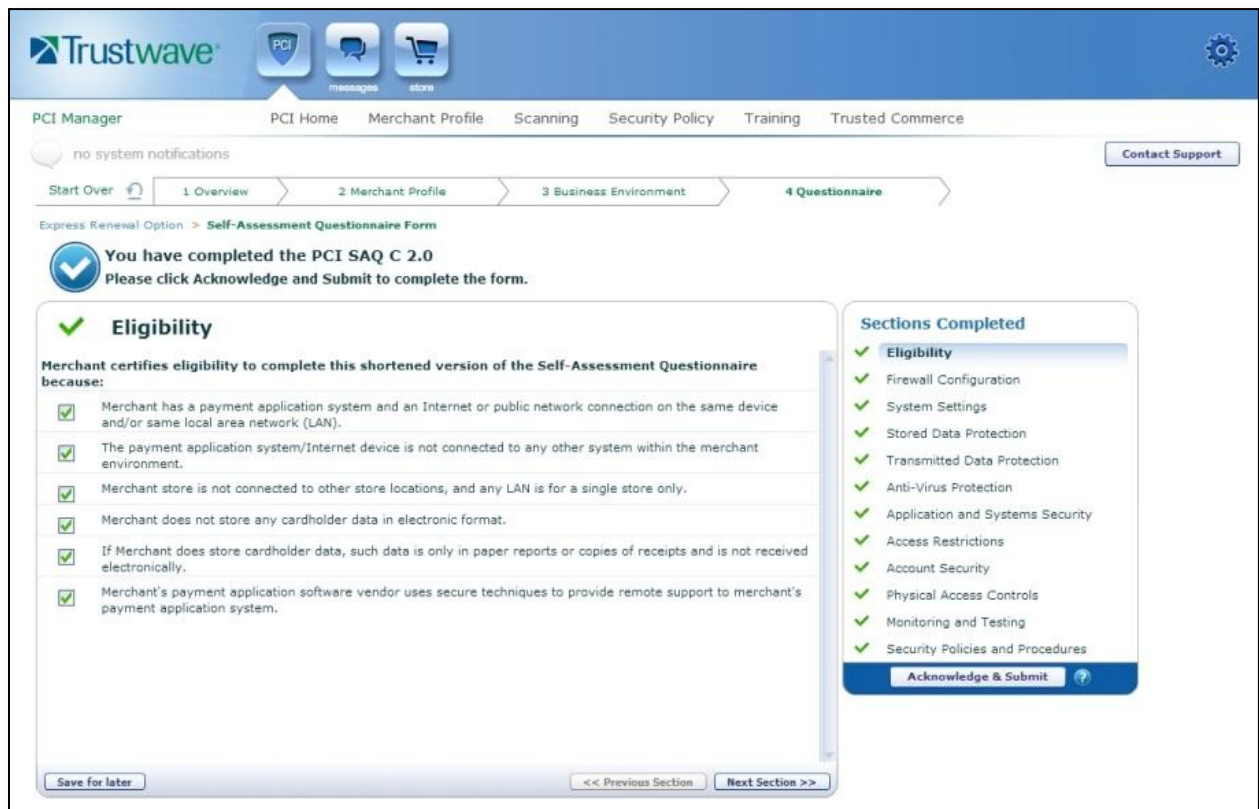 Trustwave
PCI
messages
store
PCI Manager
PCI Home
Merchant Profile
Scanning
Security Policy
Training
Trusted Commerce
no system notifications
Contact Support
Start Over
1 Overview
2 Merchant Profile
3 Business Environment
4 Questionnaire
Express Renewal Option > Self-Assessment Questionnaire Form
You have completed the PCI SAQ C 2.0
Please click Acknowledge and Submit to complete the form.
Eligibility
Merchant certifies eligibility to complete this shortened version of the Self-Assessment Questionnaire
because:
Merchant has a payment application system and an Internet or public network connection on the same device
and/or same local area network (LAN).
The payment application system/Internet device is not connected to any other system within the merchant
environment.
Merchant store is not connected to other store locations, and any LAN is for a single store only.
Merchant does not store any cardholder data in electronic format.
If Merchant does store cardholder data, such data is only in paper reports or copies of receipts and is not received
electronically.
Merchant's payment application software vendor uses secure techniques to provide remote support to merchant's
payment application system.
Save for later
<< Previous Section
Next Section >>
Sections Completed
Eligibility
Firewall Configuration
System Settings
Stored Data Protection
Transmitted Data Protection
Anti-Virus Protection
Application and Systems Security
Access Restrictions
Account Security
Physical Access Controls
Monitoring and Testing
Security Policies and Procedures
Acknowledge & Submit
?